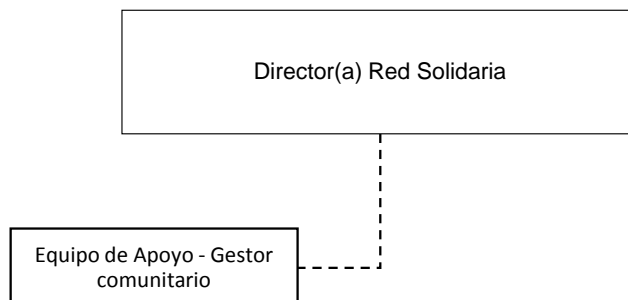 Director(a) Red Solidaria
Equipo de Apoyo - Gestor
comunitario